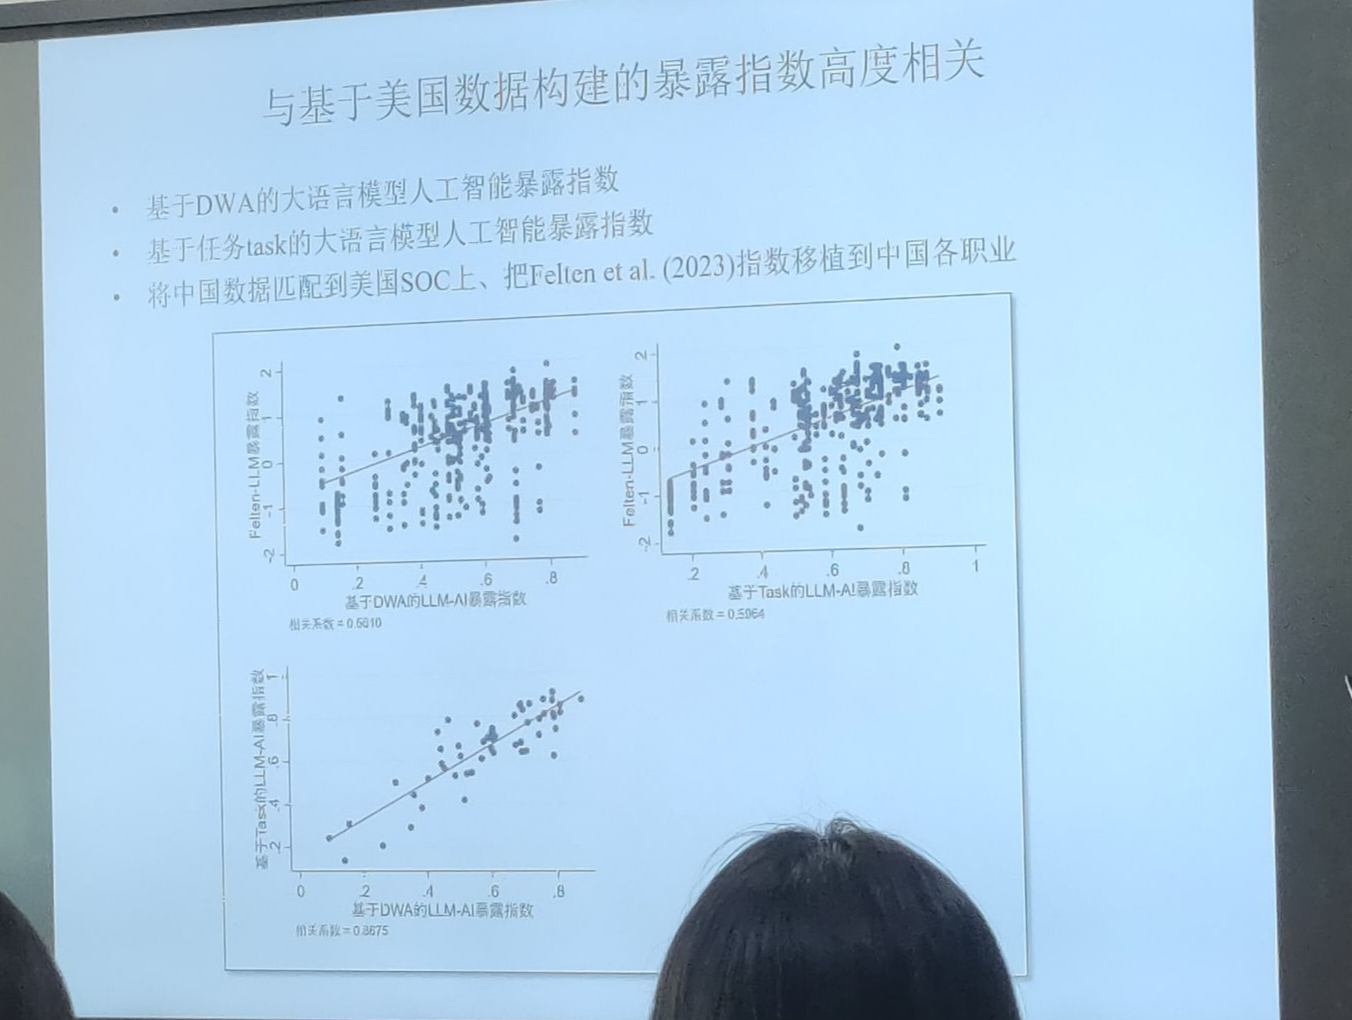 与基于美国数据构建的暴露指数高度相关
• 基于DWA的大语言模型人工智能暴露指数
• 基于任务task的大语言模型人工智能暴露指数
• 将中国数据匹配到美国SOC上、把Felten et al. (2023)指数移植到中国各职业
Felten-LLM暴露指数
2
1
0
-1
-2
0 .2 .4 .6 .8
基于DWA的LLM-AI暴露指数
Felten-LLM暴露指数
2
1
0
-1
-2
.2 .4 .6 .8 1
基于Task的LLM-AI暴露指数
相关系数 =
相关系数 =
基于Task的LLM-AI暴露指数
1
.8
.6
.4
.2
0 .2 .4 .6 .8
基于DWA的LLM-AI暴露指数
相关系数 = 0.8675